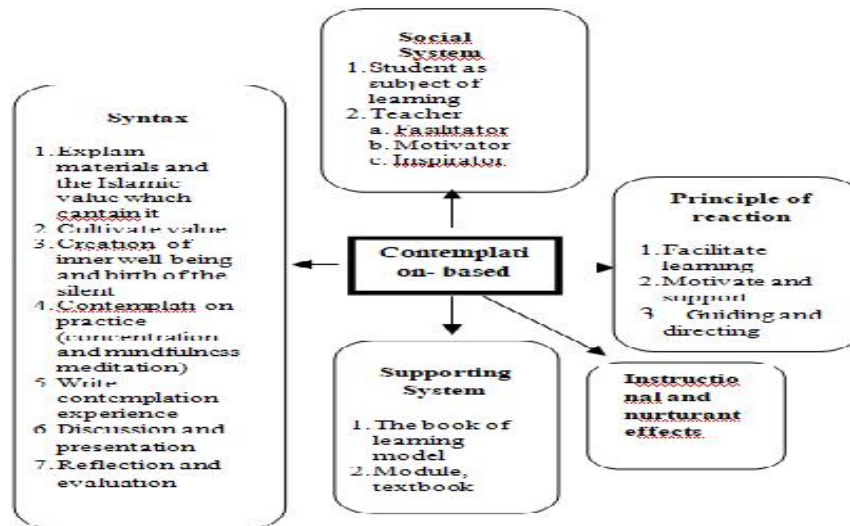 Social
System
1. Student as
subject of
learning
2. Teacher
a. Fasilitator
b. Motivator
c. Inspirator
Syntax
1. Explain
materials and
the Islamic
value which
cantain it
2. Cultivate value
3. Creation of
inner well being
and birth of the
silent
4. Contemplati on
practice
(concentration
and mindfulness
meditation)
5. Write
contemplation
experience
6. Discussion and
presentation
7. Reflection and
evaluation
Contemplati
on- based
Principle of
reaction
1. Facilitate
learning
2. Motivate and
support
3. Guiding and
directing
Supporting
System
1. The book of
learning
model
2. Module,
textbook
Instructio
nal and
nurturant
effects